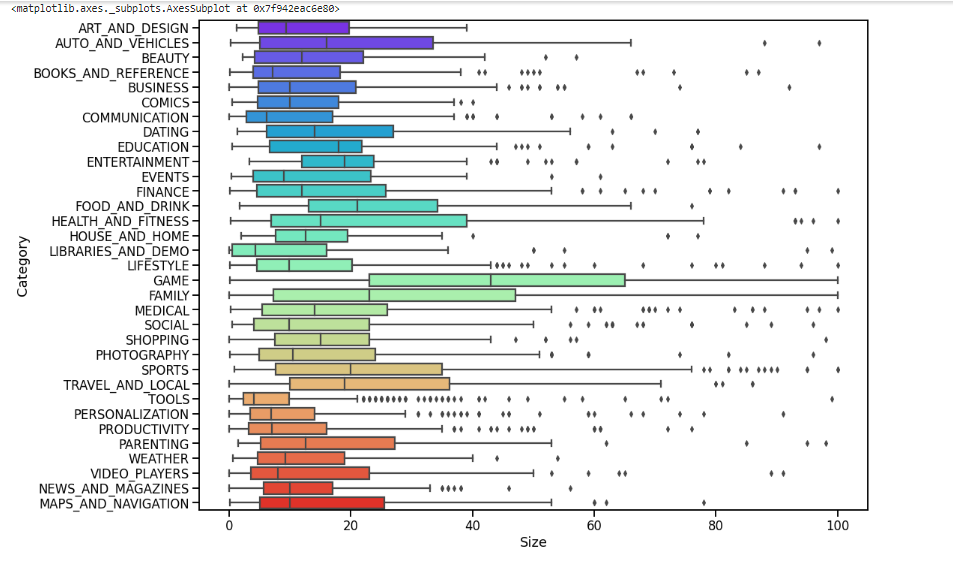 <matplotlib.axes._subplots.AxesSubplot at 0x7f942eac6e80>
ART_AND_DESIGN
AUTO_AND_VEHICLES
BEAUTY
BOOKS_AND_REFERENCE
BUSINESS
COMICS
COMMUNICATION
DATING
EDUCATION
ENTERTAINMENT
EVENTS
FINANCE
FOOD_AND_DRINK
HEALTH_AND_FITNESS
HOUSE_AND_HOME
LIBRARIES_AND_DEMO
LIFESTYLE
GAME
FAMILY
MEDICAL
SOCIAL
SHOPPING
PHOTOGRAPHY
SPORTS
TRAVEL_AND_LOCAL
TOOLS
PERSONALIZATION
PRODUCTIVITY
PARENTING
WEATHER
VIDEO_PLAYERS
NEWS_AND_MAGAZINES
MAPS_AND_NAVIGATION
Category
0 20 40 60 80 100
Size